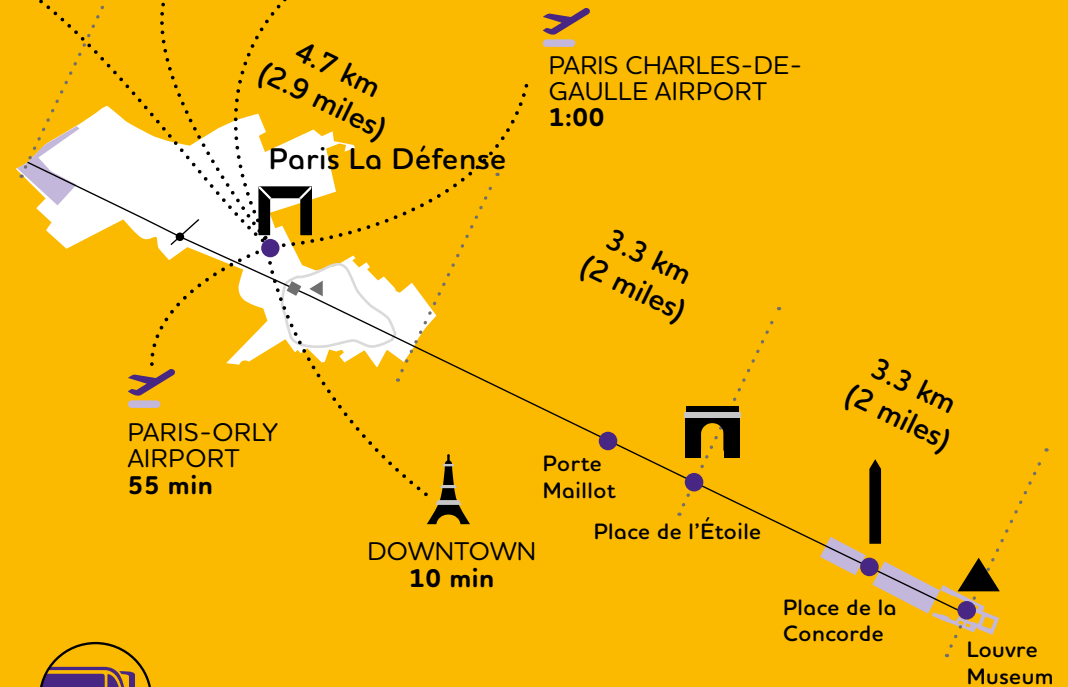 4.7 km
(2.9 miles)
PARIS CHARLES-DE-
GAULLE AIRPORT
1:00
Paris La Défense
3.3 km
(2 miles)
3.3 km
(2 miles)
PARIS-ORLY
AIRPORT
55 min
Porte
Maillot
Place de l’Étoile
DOWNTOWN
10 min
Place de la
Concorde
Louvre
Museum